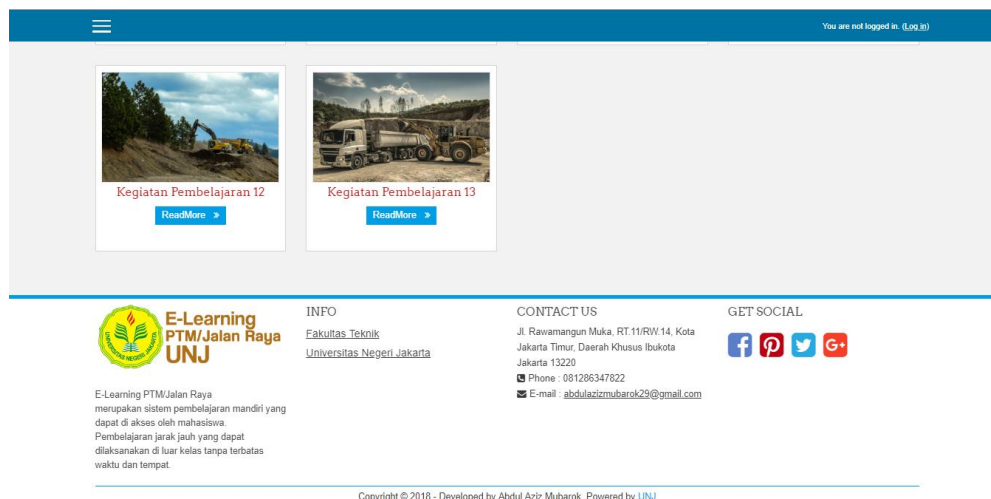 You are not logged in. (Log in)
Kegiatan Pembelajaran 12
ReadMore »
Kegiatan Pembelajaran 13
ReadMore »
E-Learning
PTM/Jalan Raya
UNJ
UNIVERSITAS NEGERI JAKARTA
E-Learning PTM/Jalan Raya
merupakan sistem pembelajaran mandiri yang
dapat di akses oleh mahasiswa.
Pembelajaran jarak jauh yang dapat
dilaksanakan di luar kelas tanpa terbatas
waktu dan tempat.
INFO
Fakultas Teknik
Universitas Negeri Jakarta
CONTACT US
Jl. Rawamangun Muka, RT.11/RW.14, Kota
Jakarta Timur, Daerah Khusus Ibukota
Jakarta 13220
Phone : 081286347822
E-mail : abdulazizmubarok29@gmail.com
GET SOCIAL
Copyright © 2018 - Developed by Abdul Aziz Mubarok. Powered by UNJ